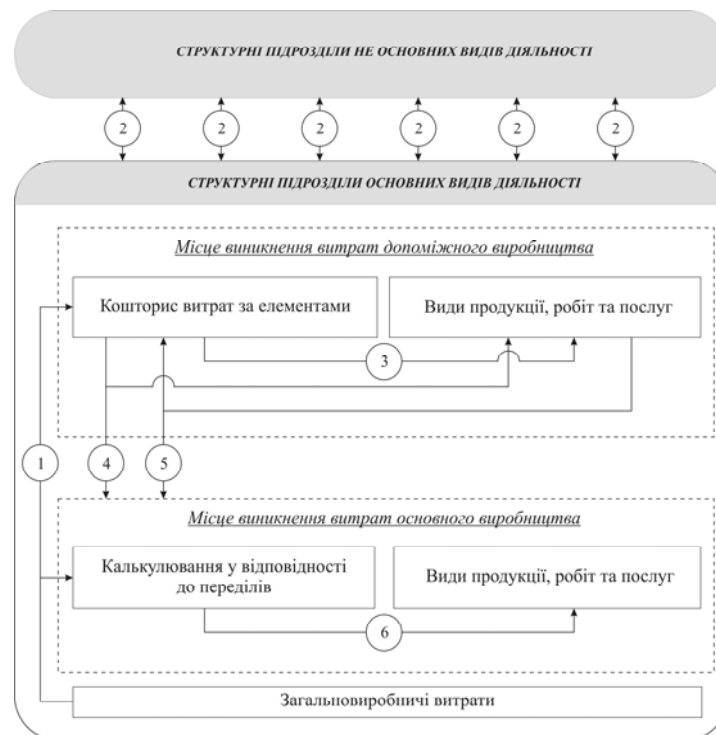 СТРУКТУРНІ ПІДРОЗДІЛИ НЕ ОСНОВНИХ ВИДІВ ДІЯЛЬНОСТІ
2 2 2 2 2 2
СТРУКТУРНІ ПІДРОЗДІЛИ ОСНОВНИХ ВИДІВ ДІЯЛЬНОСТІ
Місце виникнення витрат допоміжного виробництва
Кошторис витрат за елементами
Види продукції, робіт та послуг
3
1 4 5
Місце виникнення витрат основного виробництва
Калькулювання у відповідності
до переділів
Види продукції, робіт та послуг
6
Загальновиробничі витрати